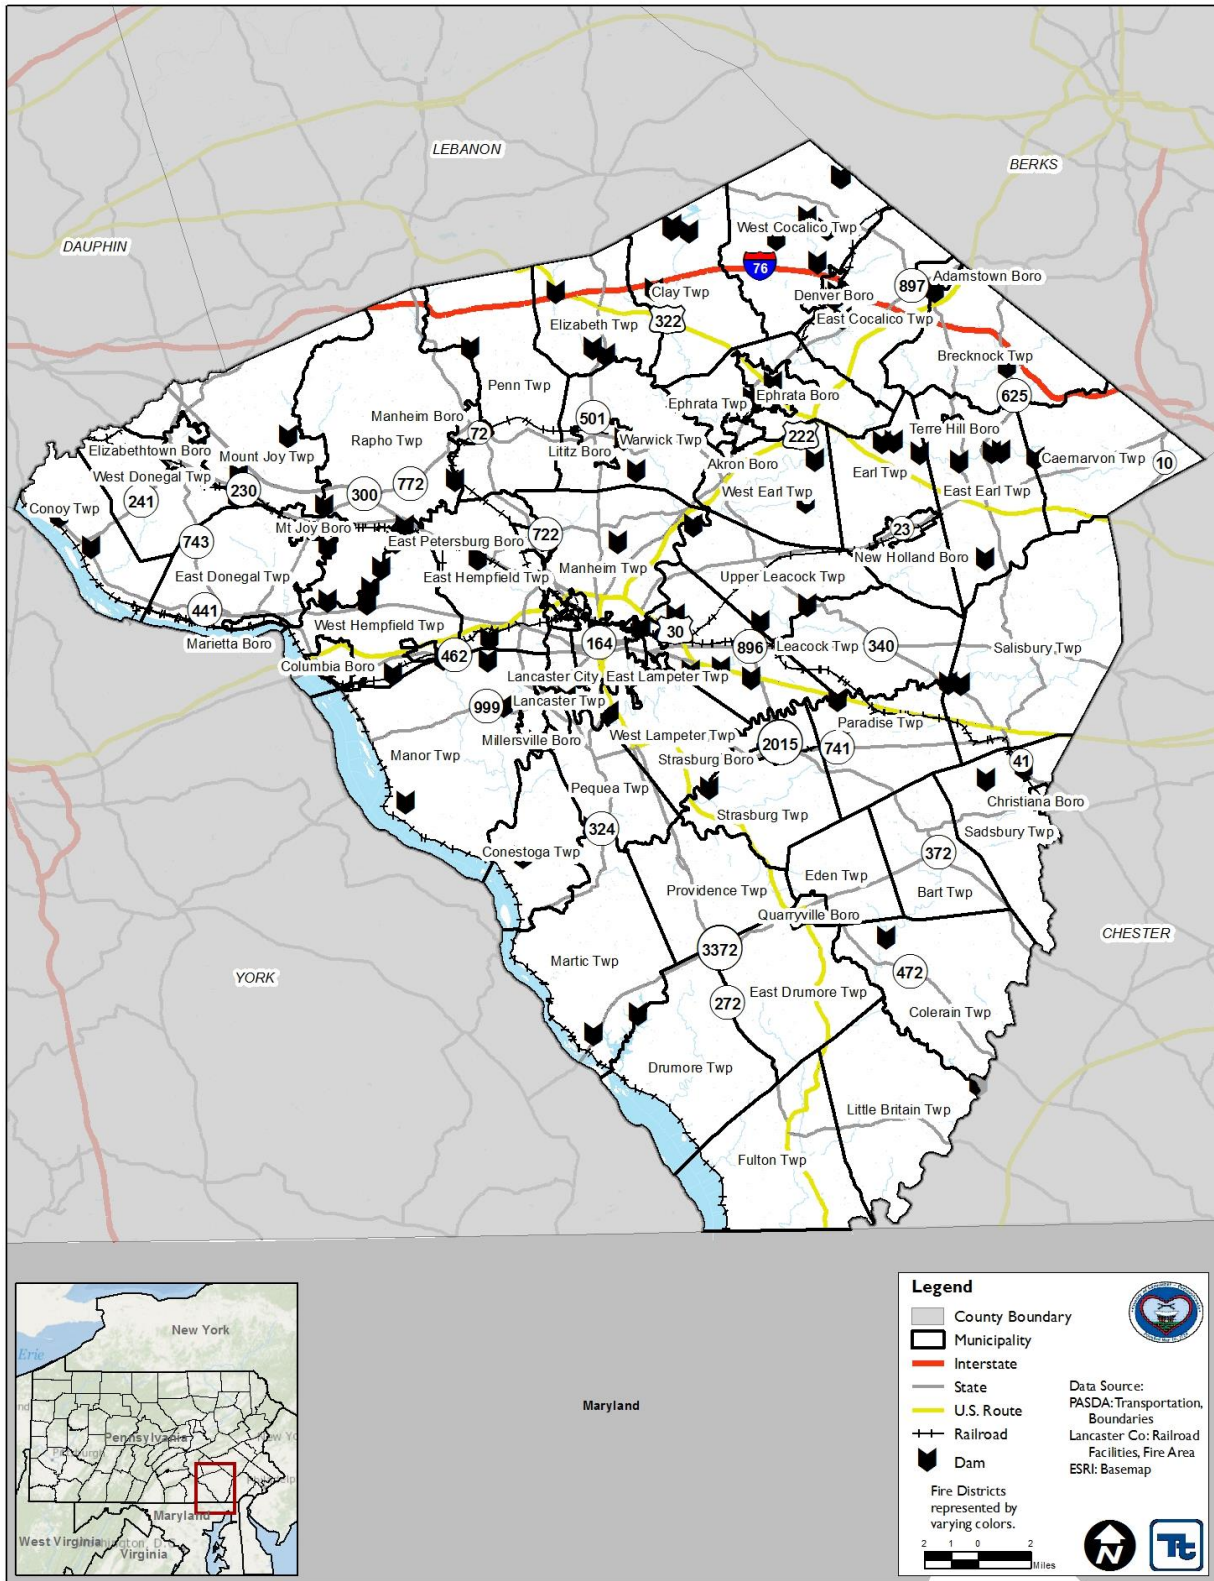 LEBANON
BERKS
DAUPHIN
West Cocalico Twp
76
Adamstown Boro
897
Clay Twp
Denver Boro
322
Elizabeth Twp
East Cocalico Twp
Brecknock Twp
Penn Twp
Ephrata Boro
625
Ephrata Twp
Manheim Boro
501
72
Rapho Twp
Warwick Twp
222
Terre Hill Boro
Elizabethtown Boro
Mount Joy Twp
Lititz Boro
Akron Boro
Earl Twp
Caernarvon Twp
10
West Donegal Twp
241
230
300
772
West Earl Twp
East Earl Twp
Conoy Twp
Mt Joy Boro
23
743
East Petersburg Boro
722
New Holland Boro
East Donegal Twp
East Hempfield Twp
Manheim Twp
Upper Leacock Twp
441
West Hempfield Twp
30
Marietta Boro
164
896
Leacock Twp
340
Salisbury Twp
462
Columbia Boro
Lancaster City
East Lampeter Twp
Lancaster Twp
999
Paradise Twp
Millersville Boro
West Lampeter Twp
2015
741
Manor Twp
Strasburg Boro
41
Pequea Twp
Christiana Boro
Strasburg Twp
324
Sadsbury Twp
Conestoga Twp
372
Eden Twp
Providence Twp
Bart Twp
Quarryville Boro
CHESTER
3372
Martic Twp
YORK
472
East Drumore Twp
272
Colerain Twp
Drumore Twp
Little Britain Twp
Fulton Twp
Maryland
New York
Erie
Pennsylvania
Maryland
West Virginia
Virginia
Legend
County Boundary
Municipality
Interstate
State
U.S. Route
Railroad
Dam
Fire Districts
represented by
varying colors.
2 1 0 2
Miles
Data Source:
PASDA: Transportation,
Boundaries
Lancaster Co: Railroad
Facilities, Fire Area
ESRI: Basemap
N
Tt